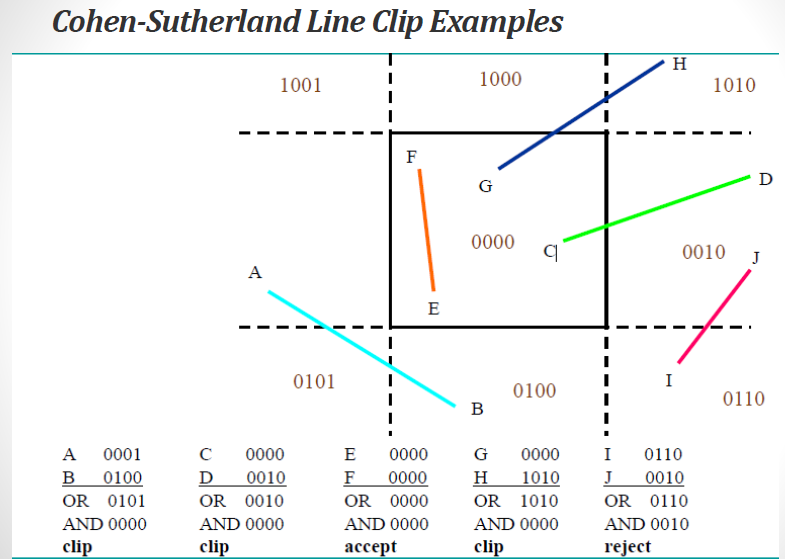 Cohen-Sutherland Line Clip Examples
H
1001 1000 1010
F
G
D
0000 C 0010 J
A
E
0101 0100 I 0110
B
A 0001 C 0000 E 0000 G 0000 I 0110
B 0100 D 0010 F 0000 H 1010 J 0010
OR 0101 OR 0010 OR 0000 OR 1010 OR 0110
AND 0000 AND 0000 AND 0000 AND 0000 AND 0010
clip clip accept clip reject